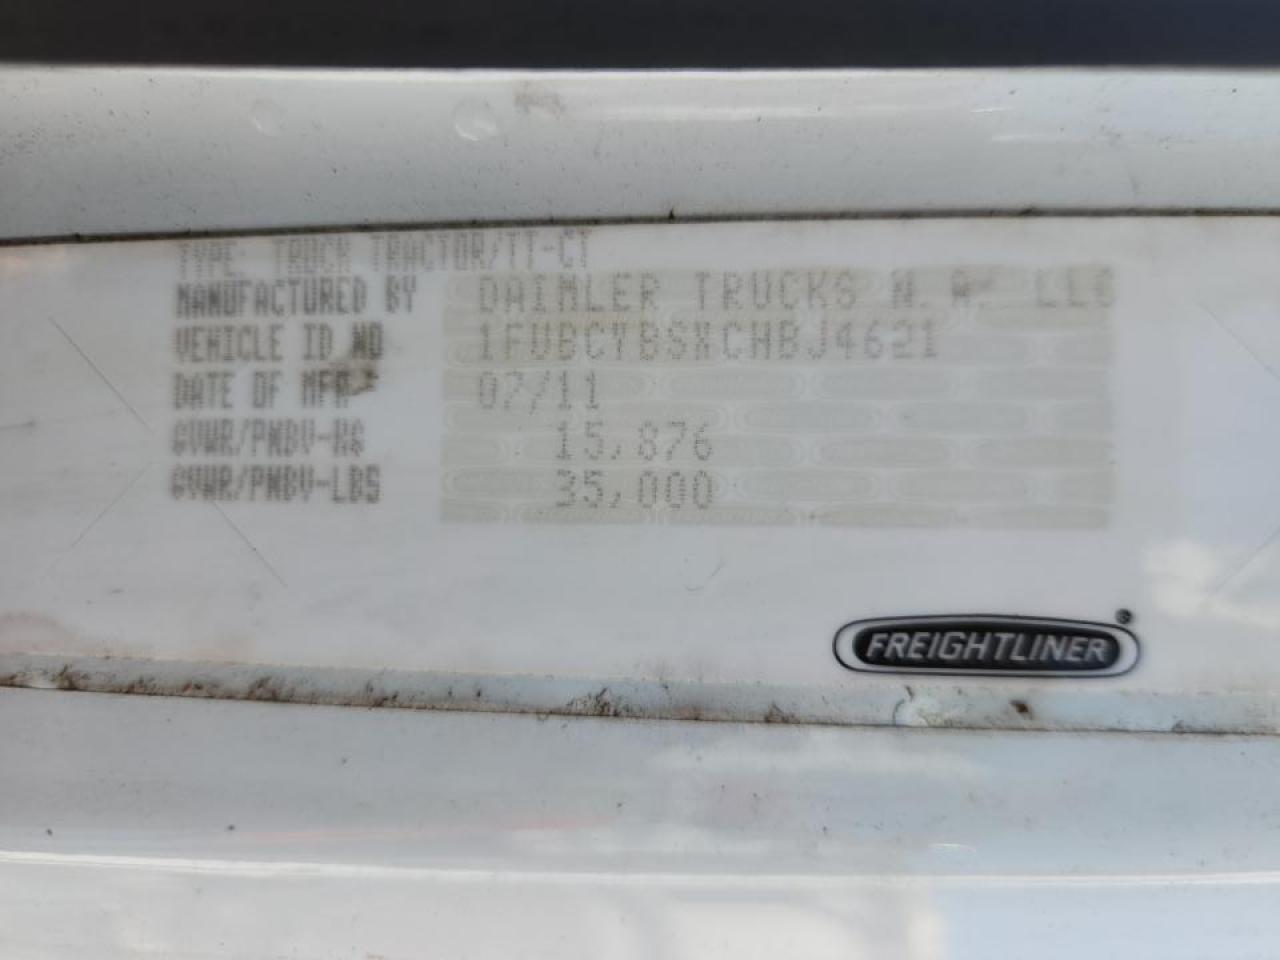 TYPE: TRUCK TRACTOR/TT-CT
MANUFACTURED BY DAIMLER TRUCKS N.A. LLC
VEHICLE ID NO 1FUBCYBSXCHBJ4621
DATE OF MFR 07/11
GVWR/PNBV-KG 15,876
GVWR/PNBV-LBS 35,000
FREIGHTLINER®